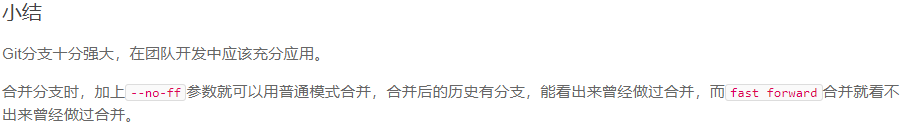 小结
Git分支十分强大，在团队开发中应该充分应用。
合并分支时，加上--no-ff参数就可以用普通模式合并，合并后的历史有分支，能看出来曾经做过合并，而fast forward合并就看不
出来曾经做过合并。